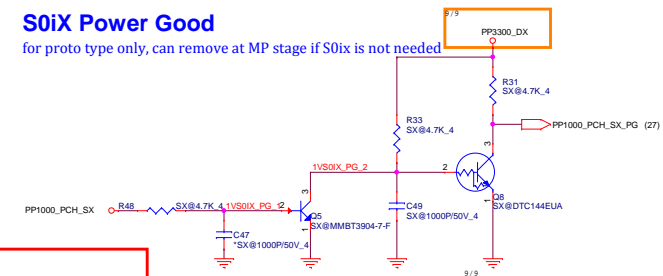 S0iX Power Good
for proto type only, can remove at MP stage if S0ix is not needed
9 / 9
PP3300_DX
R31
SX@4.7K_4
R33
SX@4.7K_4
3
PP1000_PCH_SX_PG (27)
1VS0IX_PG_2
2
PP1000_PCH_SX
R48
SX@4.7K_4
1VS0IX_PG_1
2
3
1
Q5
SX@MMBT3904-7-F
C49
SX@1000P/50V_4
1
Q8
SX@DTC144EUA
C47
*SX@1000P/50V_4
9 / 9